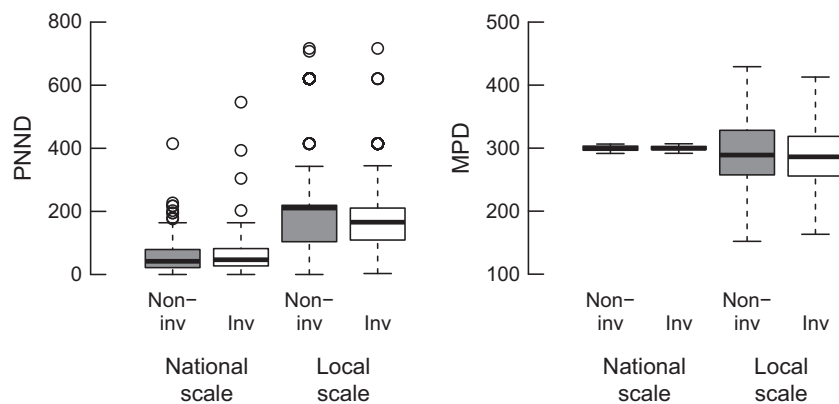 800
600
400
200
0
PNND
Non−
inv
Inv
Non−
inv
Inv
National
scale
Local
scale
500
400
300
200
100
MPD
Non−
inv
Inv
Non−
inv
Inv
National
scale
Local
scale